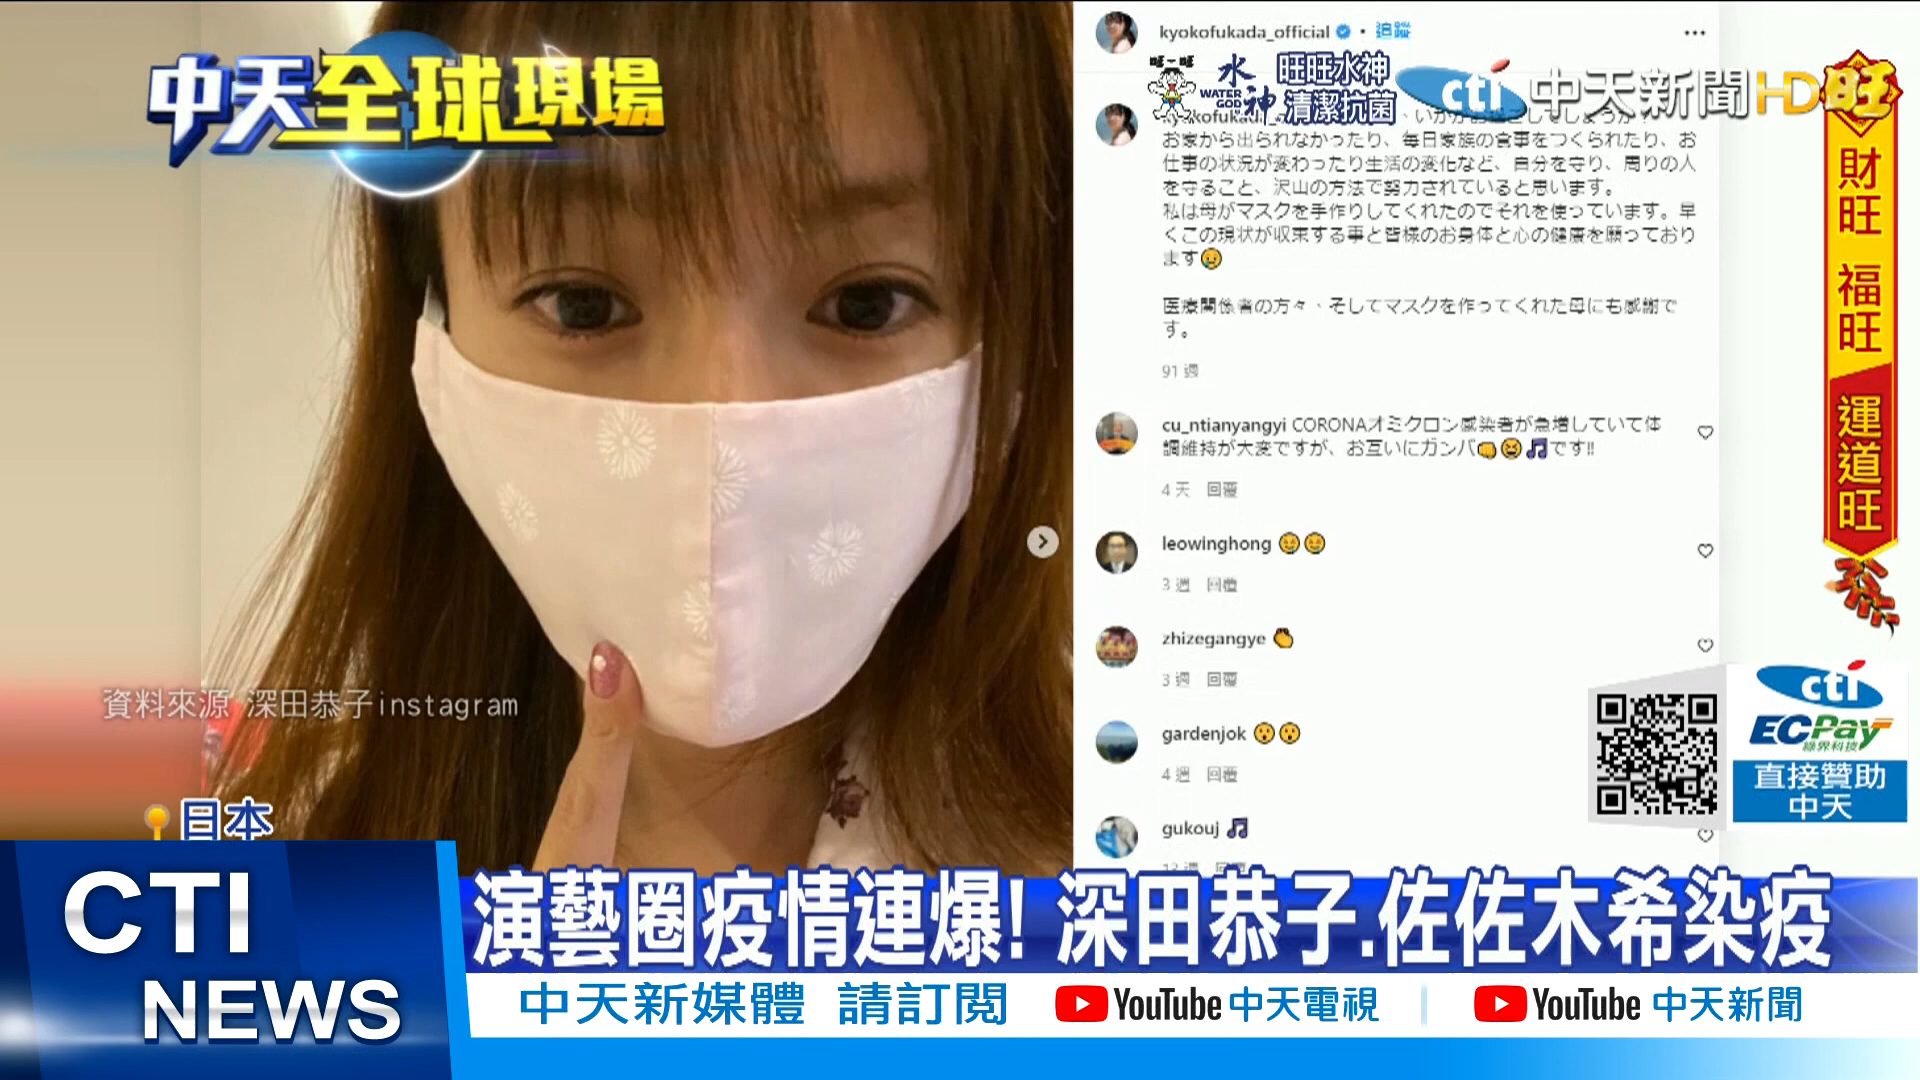 中天全球現場
kyokofukada_official • 追蹤
旺旺
水神
WATER GOD
旺旺水神
清潔抗菌
cti 中天新聞HD
旺
財旺 福旺 運道旺
お家から出られなかったり、毎日家族の食事をつくられたり、お
仕事の状況が変わったり生活の変化など、自分を守り、周りの人
を守ること、沢山の方法で努力されていると思います。
私は母がマスクを手作りしてくれたのでそれを使っています。早
くこの現状が収束する事と皆様のお身体と心の健康を願っており
ます😢
医療関係者の方々、そしてマスクを作ってくれた母にも感謝で
す。
91 週
cu_ntianyangyi CORONAオミクロン感染者が急増していて体
調維持が大変ですが、お互いにガンバ👊😆🎵です!!
4 天 回覆
leowinghong
3 週 回覆
zhizegangye
3 週 回覆
gardenjok 😮😮
4 週 回覆
gukouj 🎵
資料來源 深田恭子instagram
日本
cti
ECPay
綠界科技
直接贊助
中天
CTI
NEWS
演藝圈疫情連爆! 深田恭子.佐佐木希染疫
中天新媒體 請訂閱 YouTube 中天電視 | YouTube 中天新聞